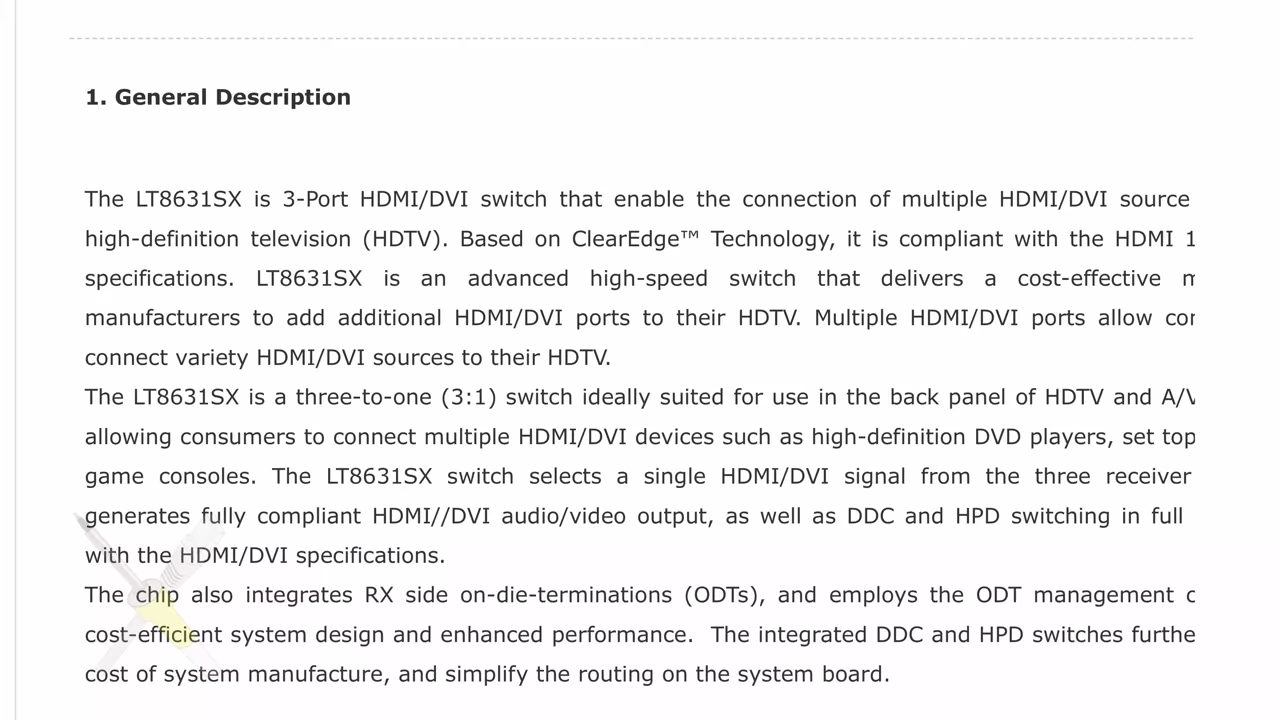 1. General Description
The LT8631SX is 3-Port HDMI/DVI switch that enable the connection of multiple HDMI/DVI source
high-definition television (HDTV). Based on ClearEdge™ Technology, it is compliant with the HDMI 1
specifications. LT8631SX is an advanced high-speed switch that delivers a cost-effective
manufacturers to add additional HDMI/DVI ports to their HDTV. Multiple HDMI/DVI ports allow
connect variety HDMI/DVI sources to their HDTV.
The LT8631SX is a three-to-one (3:1) switch ideally suited for use in the back panel of HDTV and A/V
allowing consumers to connect multiple HDMI/DVI devices such as high-definition DVD players, set top
game consoles. The LT8631SX switch selects a single HDMI/DVI signal from the three receiver
generates fully compliant HDMI//DVI audio/video output, as well as DDC and HPD switching in full
with the HDMI/DVI specifications.
The chip also integrates RX side on-die-terminations (ODTs), and employs the ODT management
cost-efficient system design and enhanced performance. The integrated DDC and HPD switches
cost of system manufacture, and simplify the routing on the system board.